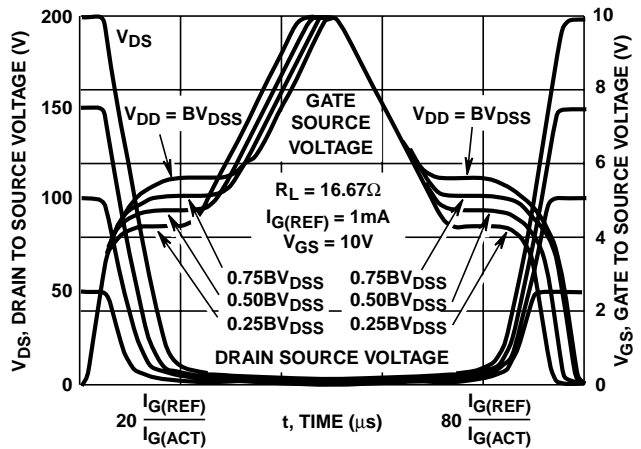 200
150
100
50
0
V_DS, DRAIN TO SOURCE VOLTAGE (V)
V_DS
V_DD = BV_DSS
GATE
SOURCE
VOLTAGE
V_DD = BV_DSS
R_L = 16.67Ω
I_G(REF) = 1mA
V_GS = 10V
0.75BV_DSS
0.50BV_DSS
0.25BV_DSS
0.75BV_DSS
0.50BV_DSS
0.25BV_DSS
DRAIN SOURCE VOLTAGE
10
8
6
4
2
0
V_GS, GATE TO SOURCE VOLTAGE (V)
20 I_G(REF)/I_G(ACT)
t, TIME (μs)
80 I_G(REF)/I_G(ACT)